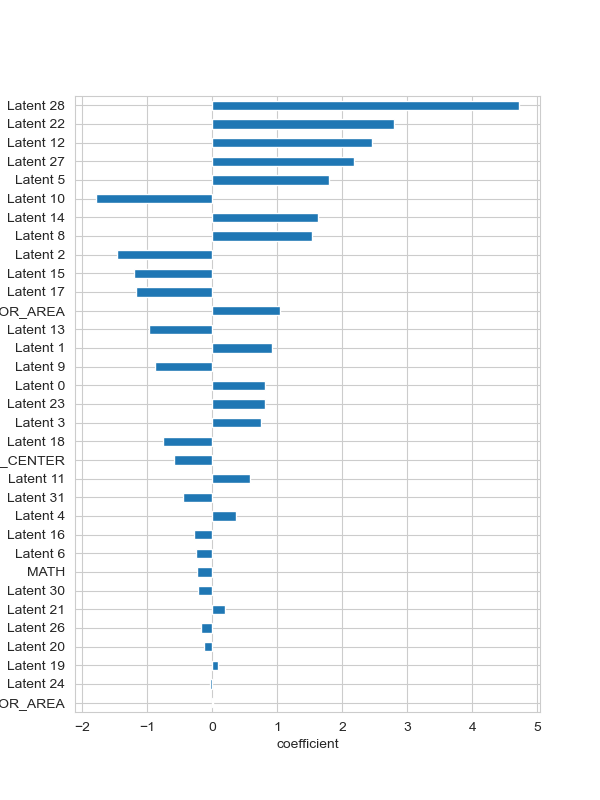 Latent 28
Latent 22
Latent 12
Latent 27
Latent 5
Latent 10
Latent 14
Latent 8
Latent 2
Latent 15
Latent 17
OR_AREA
Latent 13
Latent 1
Latent 9
Latent 0
Latent 23
Latent 3
Latent 18
_CENTER
Latent 11
Latent 31
Latent 4
Latent 16
Latent 6
MATH
Latent 30
Latent 21
Latent 26
Latent 20
Latent 19
Latent 24
OR_AREA
−2 −1 0 1 2 3 4 5
coefficient